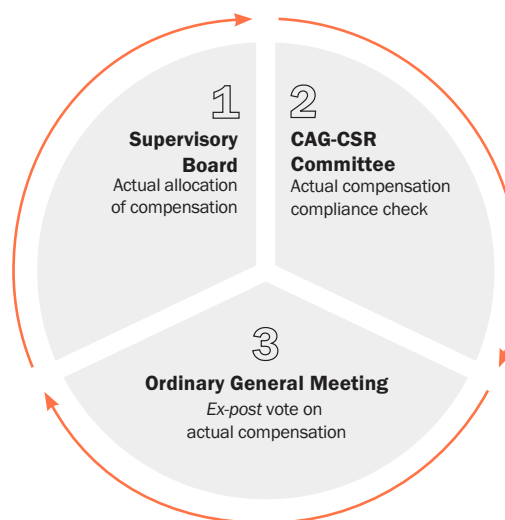 1
Supervisory
Board
Actual allocation
of compensation
2
CAG-CSR
Committee
Actual compensation
compliance check
3
Ordinary General Meeting
Ex-post vote on
actual compensation